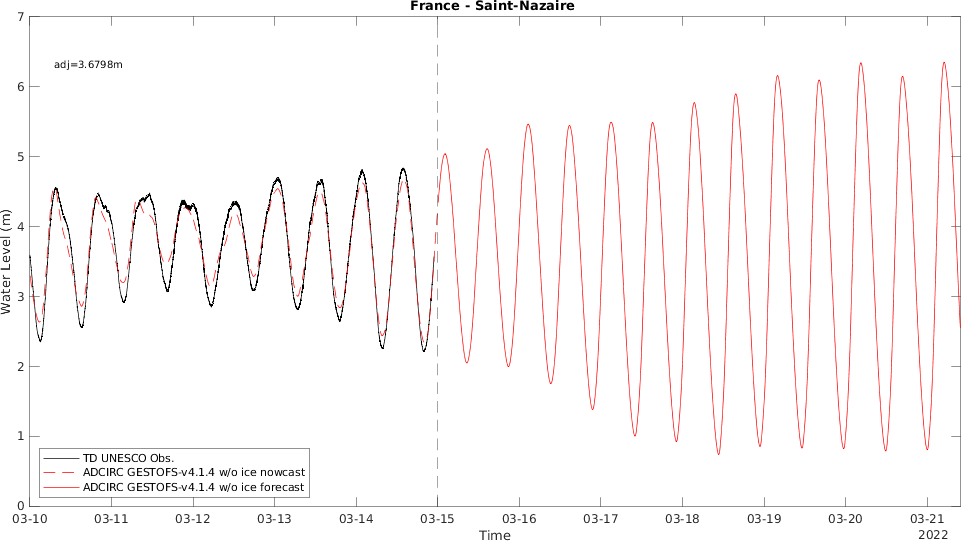 France - Saint-Nazaire
adj=3.6798m
7
6
5
4
3
2
1
0
Water Level (m)
TD UNESCO Obs.
ADCIRC GESTOFS-v4.1.4 w/o ice nowcast
ADCIRC GESTOFS-v4.1.4 w/o ice forecast
03-10 03-11 03-12 03-13 03-14 03-15 03-16 03-17 03-18 03-19 03-20 03-21
Time
2022